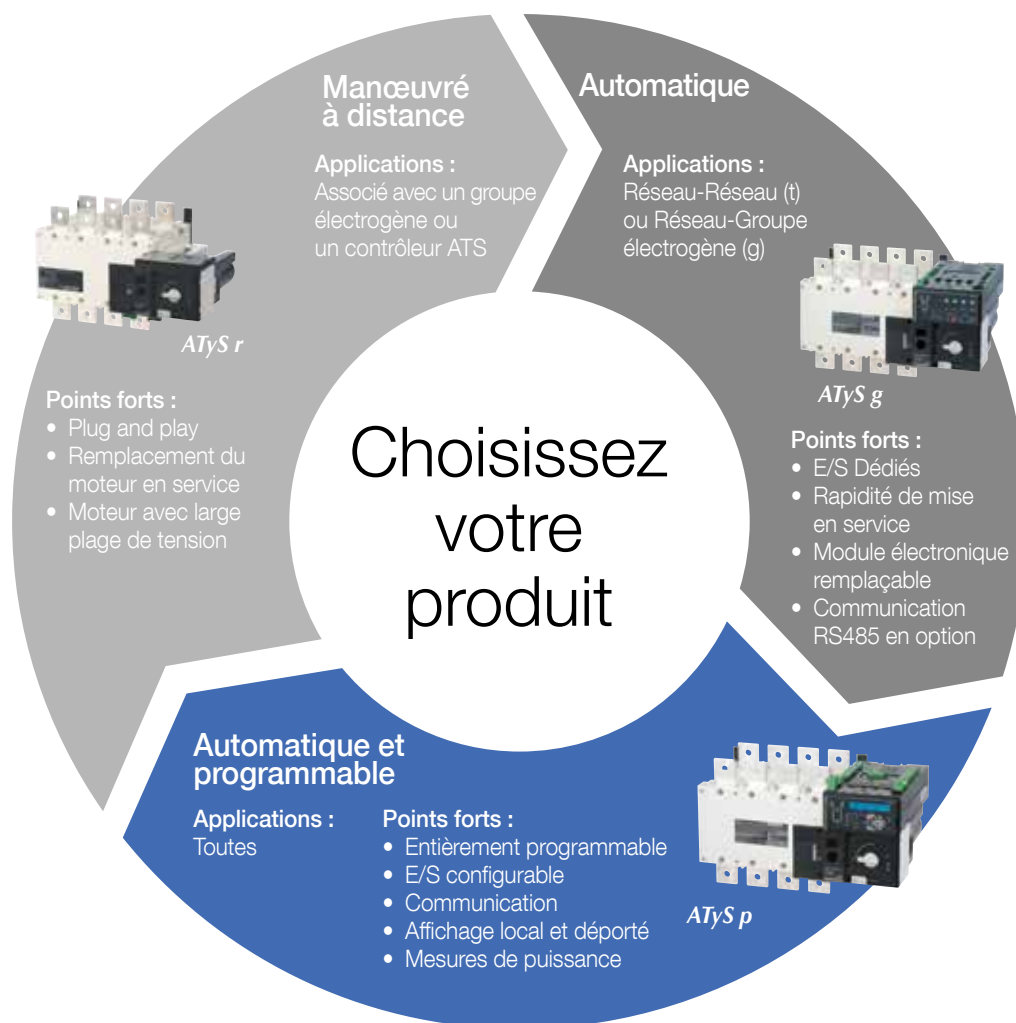 Manœuvré
à distance
Applications :
Associé avec un groupe
électrogène ou
un contrôleur ATS
ATyS r
Points forts :
• Plug and play
• Remplacement du
moteur en service
• Moteur avec large
plage de tension
Automatique
Applications :
Réseau-Réseau (t)
ou Réseau-Groupe
électrogène (g)
ATyS g
Points forts :
• E/S Dédiés
• Rapidité de mise
en service
• Module électronique
remplaçable
• Communication
RS485 en option
Choisissez
votre
produit
Automatique et
programmable
Applications :
Toutes
Points forts :
• Entièrement programmable
• E/S configurable
• Communication
• Affichage local et déporté
• Mesures de puissance
ATyS p